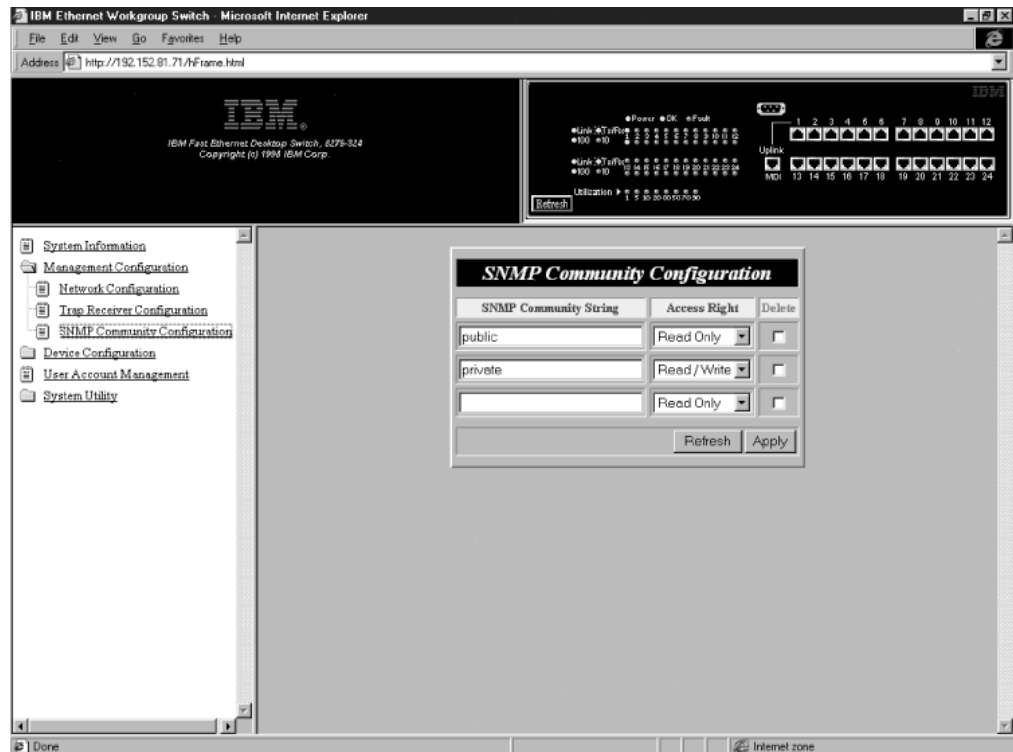 IBM Ethernet Workgroup Switch - Microsoft Internet Explorer
File Edit View Go Favorites Help
Address http://192.152.81.71/hFrame.html
IBM
IBM Fast Ethernet Desktop Switch, 8275-324
Copyright (c) 1998 IBM Corp.
IBM
Power OK Fault
Link Tx/Rx
100 10
Link Tx/Rx
100 10
Utilization
Refresh
Uplink
1 2 3 4 5 6 7 8 9 10 11 12
MDI 13 14 15 16 17 18 19 20 21 22 23 24
System Information
Management Configuration
Network Configuration
Trap Receiver Configuration
SNMP Community Configuration
Device Configuration
User Account Management
System Utility
SNMP Community Configuration
SNMP Community String Access Right Delete
public Read Only
private Read / Write
Read Only
Refresh Apply
Done
Internet zone